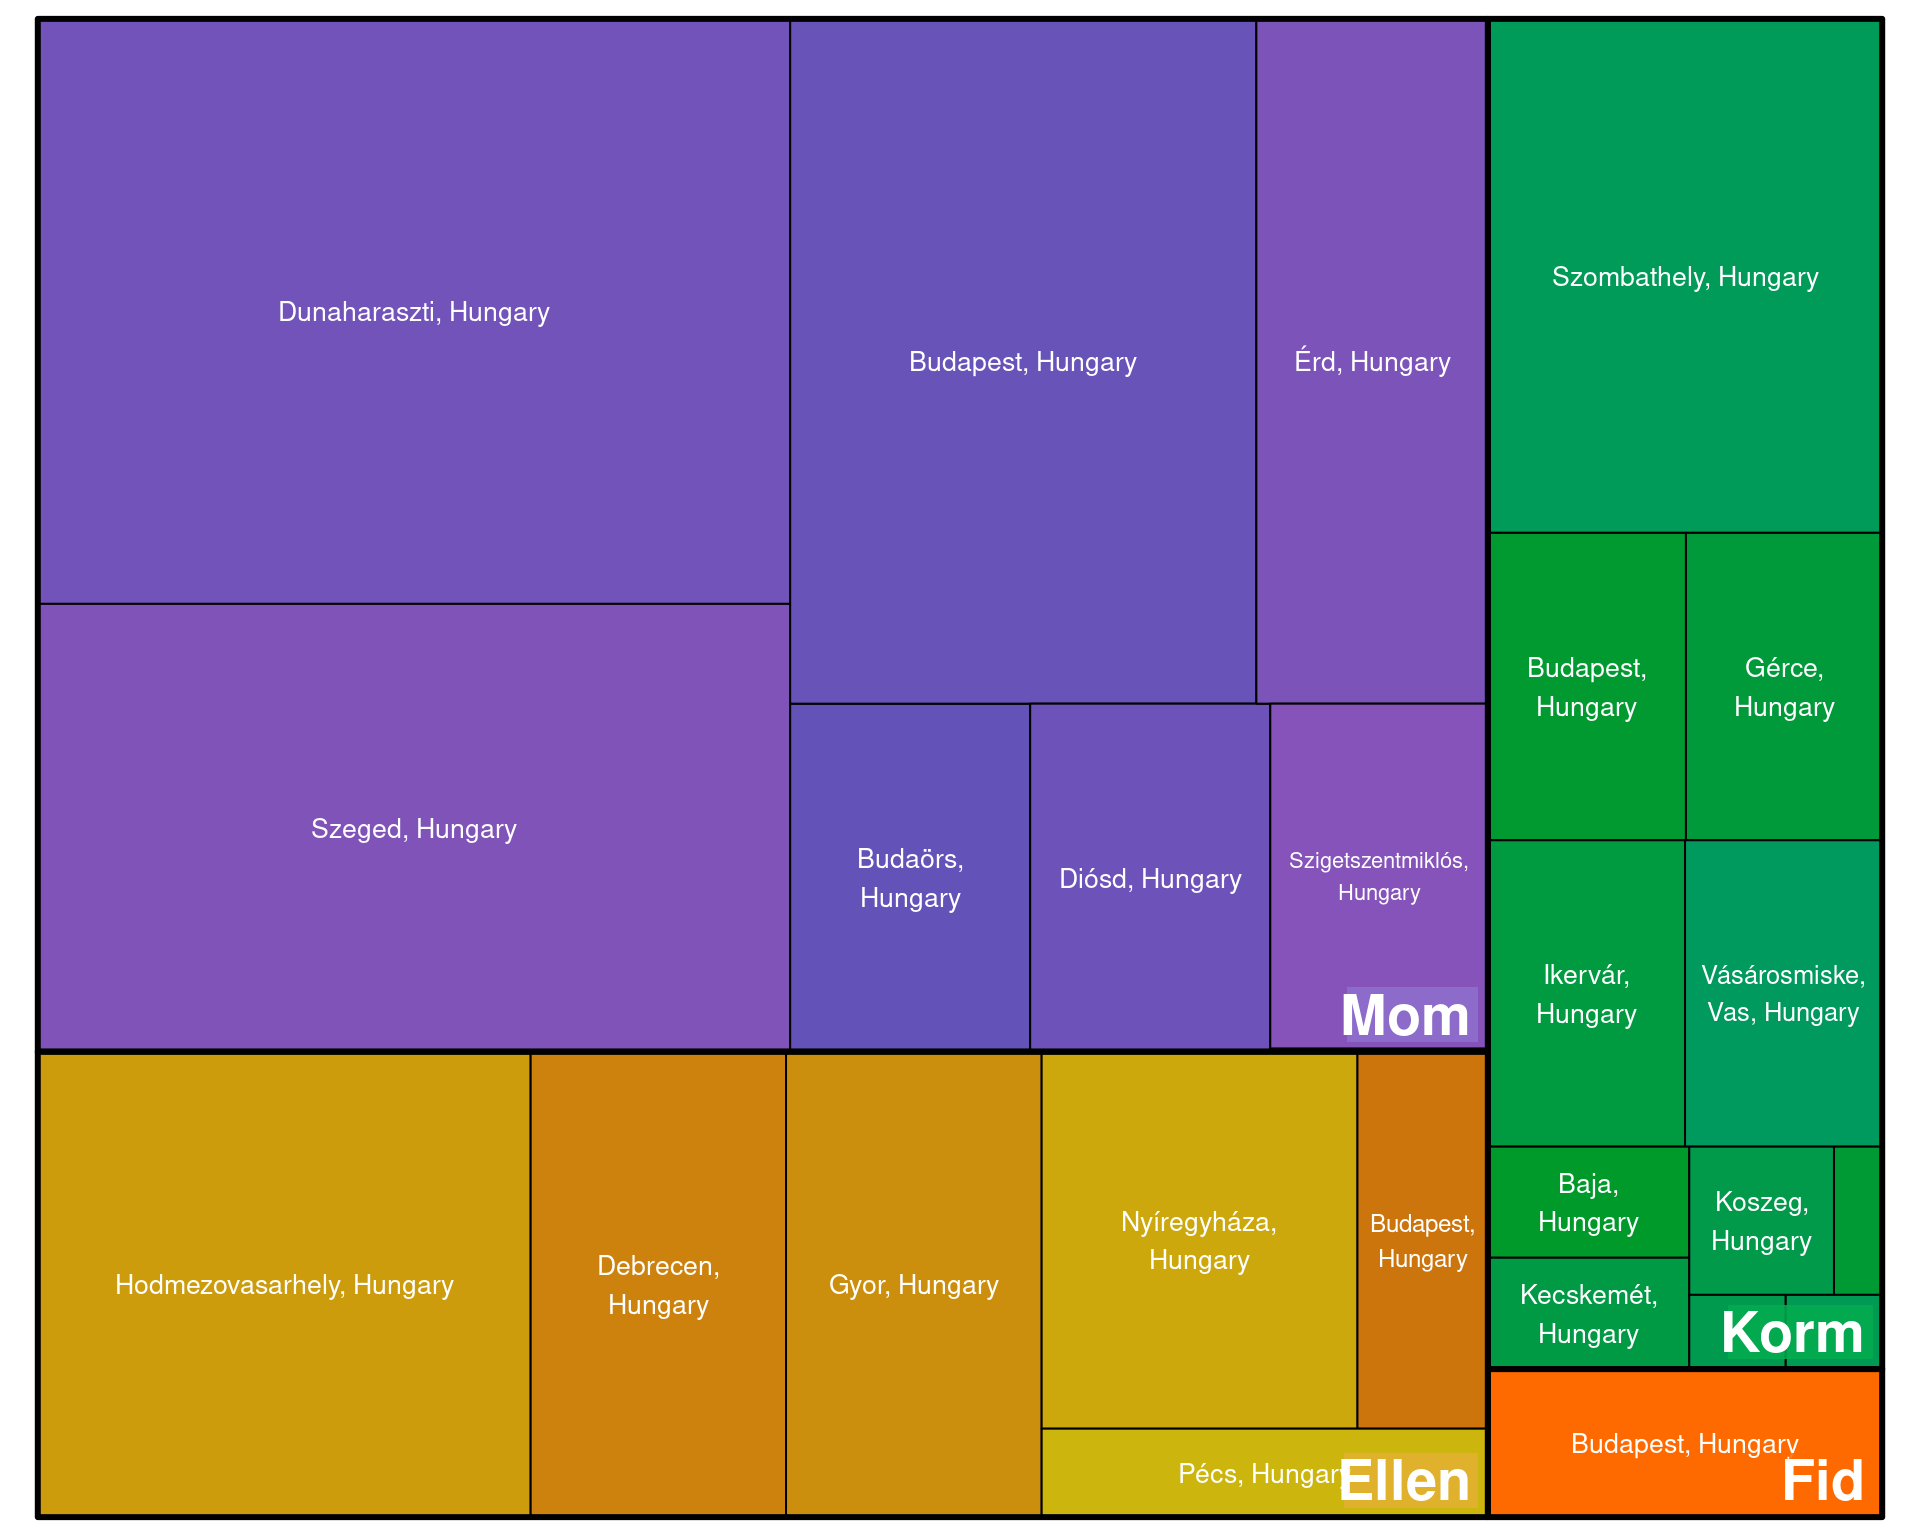 Dunaharaszti, Hungary
Budapest, Hungary
Érd, Hungary
Szombathely, Hungary
Szeged, Hungary
Budaörs,
Hungary
Diósd, Hungary
Szigetszentmiklós,
Hungary
Mom
Budapest,
Hungary
Gérce,
Hungary
Ikervár,
Hungary
Vásárosmiske,
Vas, Hungary
Baja,
Hungary
Koszeg,
Hungary
Kecskemét,
Hungary
Korm
Hodmezovasarhely, Hungary
Debrecen,
Hungary
Gyor, Hungary
Nyíregyháza,
Hungary
Budapest,
Hungary
Pécs, Hungary
Ellen
Budapest, Hungary
Fid